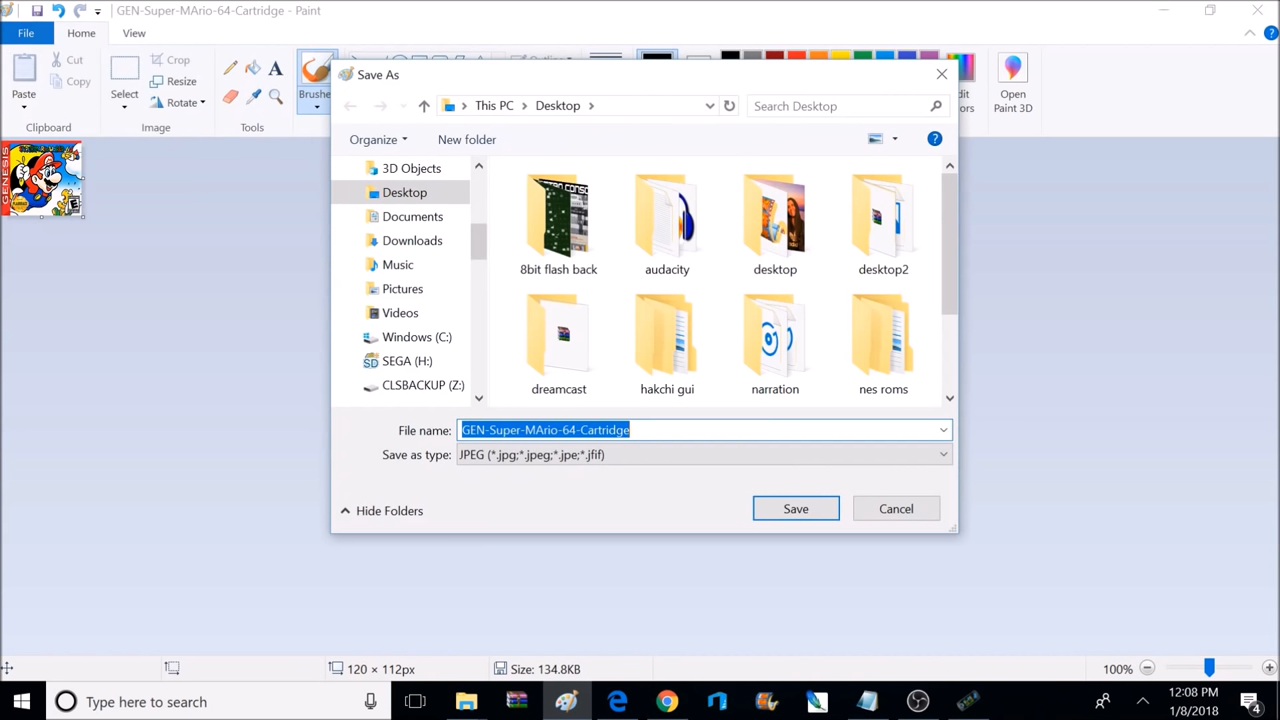 GEN-Super-MArio-64-Cartridge - Paint
File
Home
View
Paste
Cut
Copy
Clipboard
Select
Crop
Resize
Rotate
Image
Tools
Brushe
Outline
Open
Paint 3D
GENESIS
Save As
This PC
Desktop
Search Desktop
Organize
New folder
3D Objects
Desktop
Documents
Downloads
Music
Pictures
Videos
Windows (C:)
SEGA (H:)
CLSBACKUP (Z:)
8bit flash back
audacity
desktop
desktop2
dreamcast
hakchi gui
narration
nes roms
File name: GEN-Super-MArio-64-Cartridge
Save as type: JPEG (*.jpg;*.jpeg;*.jpe;*.jfif)
Hide Folders
Save
Cancel
120 × 112px
Size: 134.8KB
100%
Type here to search
12:08 PM
1/8/2018
4